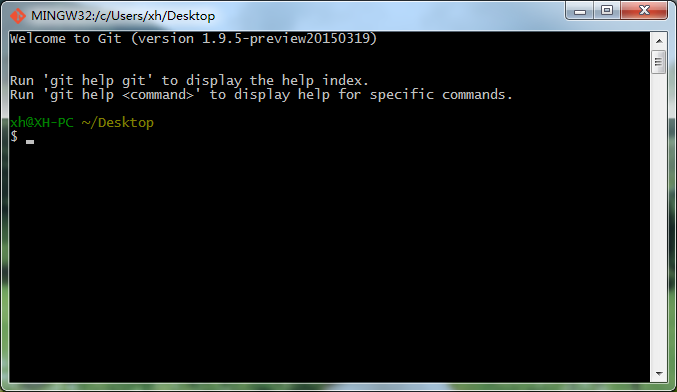 MINGW32:/c/Users/xh/Desktop
Welcome to Git (version 1.9.5-preview20150319)
Run 'git help git' to display the help index.
Run 'git help <command>' to display help for specific commands.
xh@XH-PC ~/Desktop
$